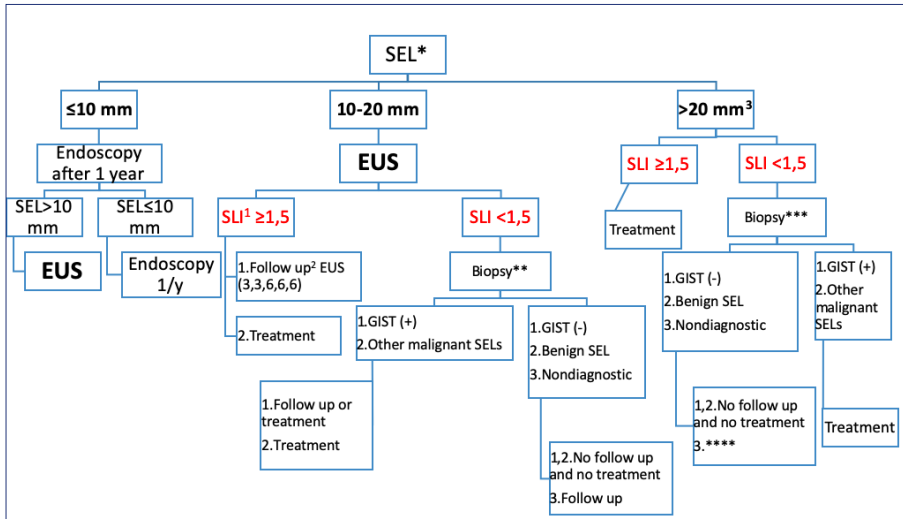 SEL*
≤10 mm
10-20 mm
>20 mm³
Endoscopy
after 1 year
EUS
SLI ≥1,5
SLI <1,5
SEL>10
mm
SEL≤10
mm
SLI¹ ≥1,5
SLI <1,5
Treatment
Biopsy***
EUS
Endoscopy
1/y
1.Follow up² EUS
(3,3,6,6,6)
2.Treatment
Biopsy**
1.GIST (+)
2.Other malignant SELs
1.GIST (-)
2.Benign SEL
3.Nondiagnostic
1.GIST (-)
2.Benign SEL
3.Nondiagnostic
1.GIST (+)
2.Other
malignant
SELs
1.Follow up or
treatment
2.Treatment
1,2.No follow up
and no treatment
3.Follow up
1,2.No follow up
and no treatment
3.****
Treatment